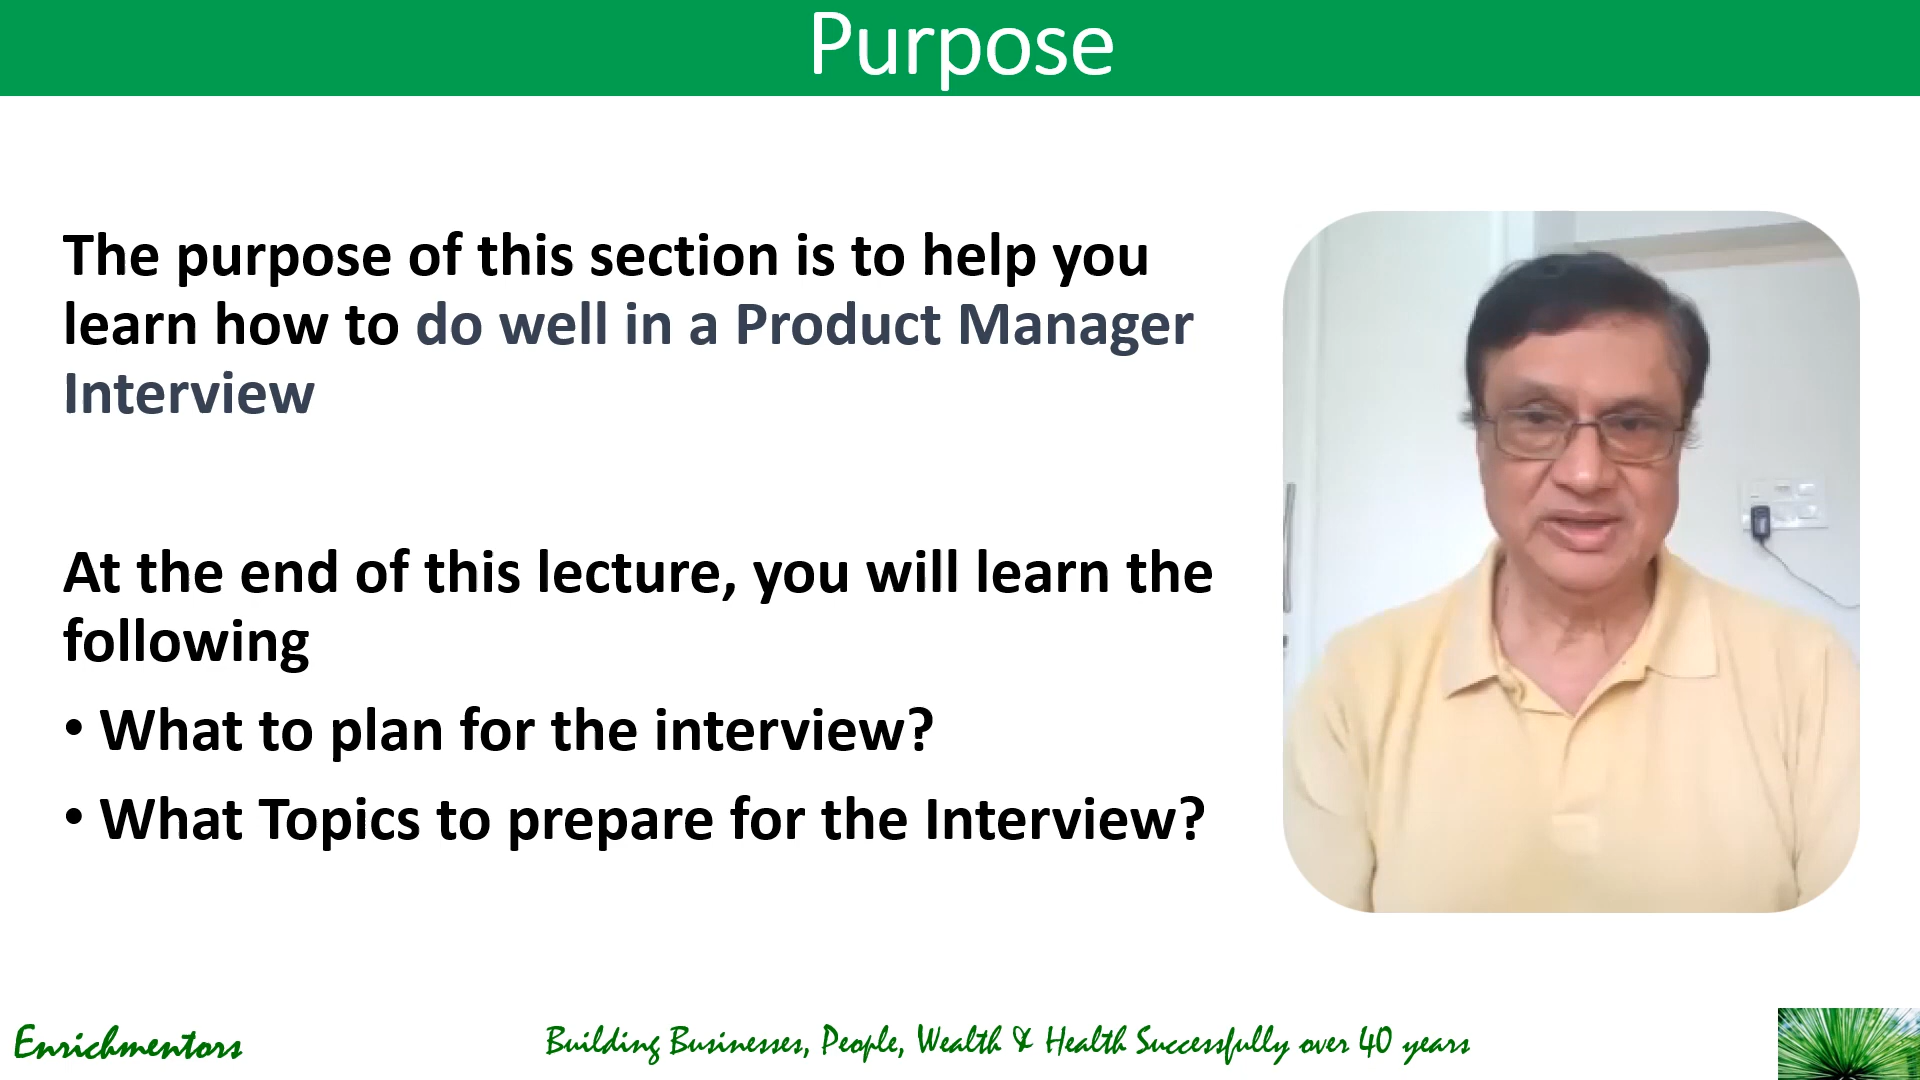 Purpose
The purpose of this section is to help you
learn how to do well in a Product Manager
Interview
At the end of this lecture, you will learn the
following
• What to plan for the interview?
• What Topics to prepare for the Interview?
Enrichmentors
Building Businesses, People, Wealth & Health Successfully over 40 years